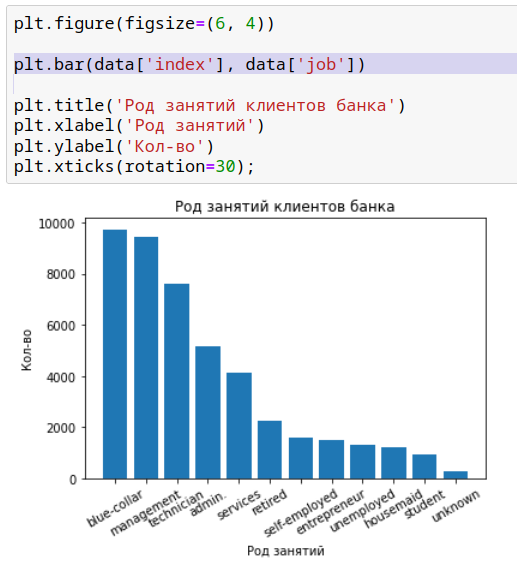 plt.figure(figsize=(6, 4))
plt.bar(data['index'], data['job'])
plt.title('Род занятий клиентов банка')
plt.xlabel('Род занятий')
plt.ylabel('Кол-во')
plt.xticks(rotation=30);
Род занятий клиентов банка
10000
8000
6000
4000
2000
0
Кол-во
blue-collar
management
technician
admin.
services
retired
self-employed
entrepreneur
unemployed
housemaid
student
unknown
Род занятий